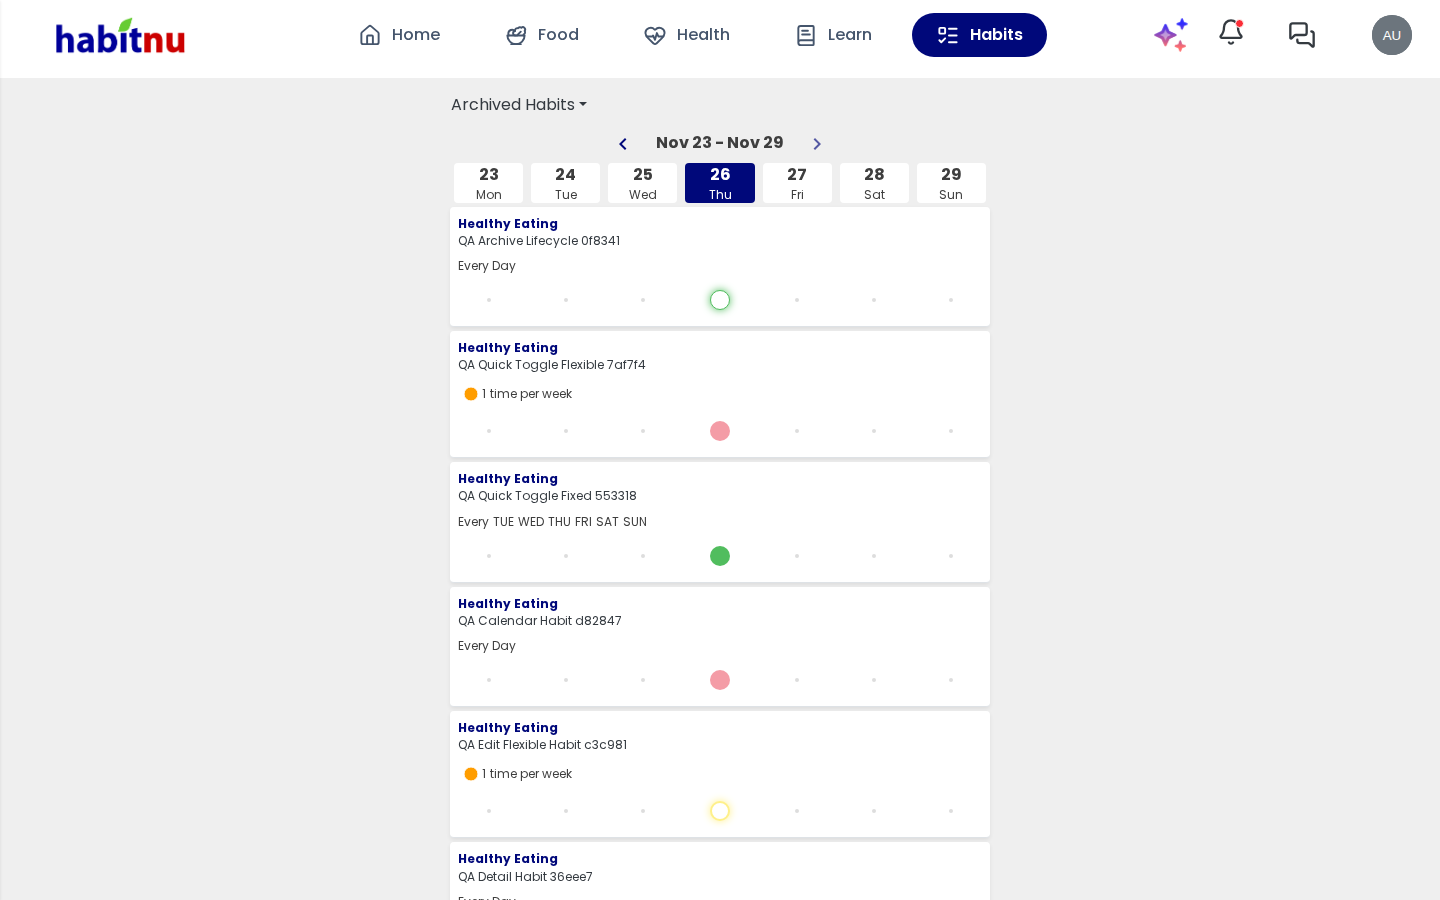 habitnu
Home
Food
Health
Learn
Habits
AU
Archived Habits
Nov 23 - Nov 29
23 24 25 26 27 28 29
Mon Tue Wed Thu Fri Sat Sun
Healthy Eating
QA Archive Lifecycle 0f8341
Every Day
Healthy Eating
QA Quick Toggle Flexible 7af7f4
1 time per week
Healthy Eating
QA Quick Toggle Fixed 553318
Every TUE WED THU FRI SAT SUN
Healthy Eating
QA Calendar Habit d82847
Every Day
Healthy Eating
QA Edit Flexible Habit c3c981
1 time per week
Healthy Eating
QA Detail Habit 36eee7
Every Day